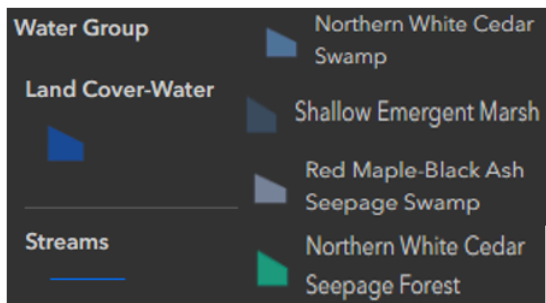 Water Group
Land Cover-Water
Streams
Northern White Cedar
Swamp
Shallow Emergent Marsh
Red Maple-Black Ash
Seepage Swamp
Northern White Cedar
Seepage Forest